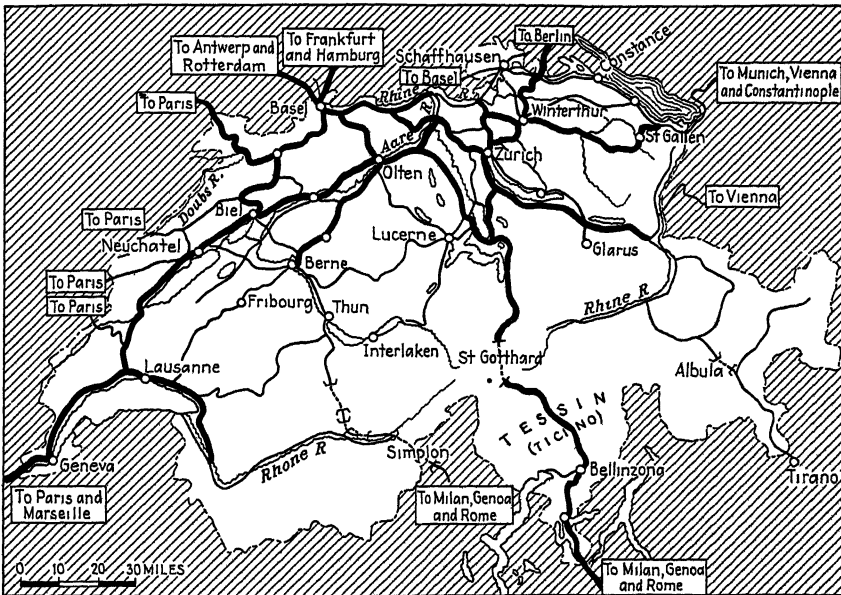 To Antwerp and
Rotterdam
To Frankfurt
and Hamburg
To Berlin
Schaffhausen
To Basel
Constance
To Munich, Vienna
and Constantinople
To Paris
Basel
Rhine
R
Winterthur
St Gallen
Aare
R
Zürich
Olten
Doubs R.
To Vienna
To Paris
Biel
Neuchatel
Lucerne
Glarus
Berne
To Paris
To Paris
Fribourg
Thun
Rhine R
Interlaken
St Gotthard
Albula
Lausanne
TESSIN
(TICINO)
Geneva
Rhone R
Simplon
Bellinzona
Tirano
To Paris and
Marseille
To Milan, Genoa
and Rome
To Milan, Genoa
and Rome
0 10 20 30 MILES